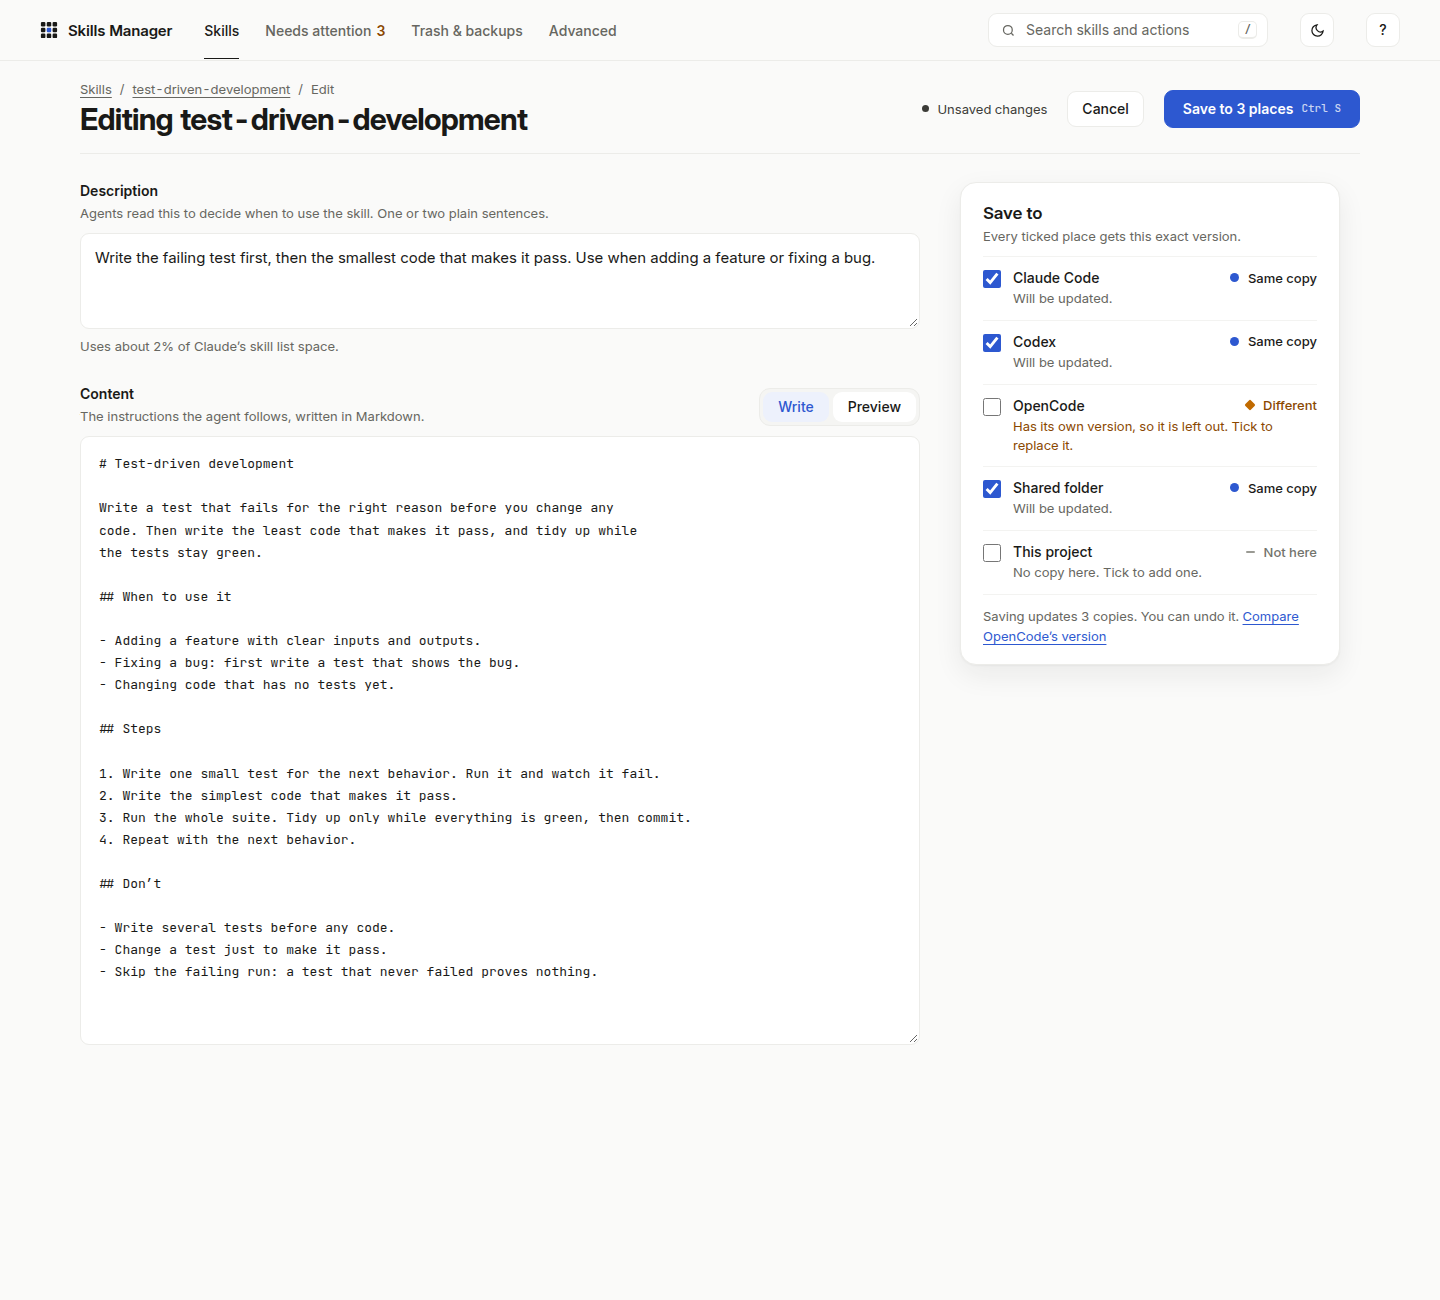 Skills Manager
Skills
Needs attention 3
Trash & backups
Advanced
Search skills and actions /
?
Skills / test-driven-development / Edit
Editing test-driven-development
Unsaved changes
Cancel
Save to 3 places Ctrl S
Description
Agents read this to decide when to use the skill. One or two plain sentences.
Write the failing test first, then the smallest code that makes it pass. Use when adding a feature or fixing a bug.
Uses about 2% of Claude’s skill list space.
Content
The instructions the agent follows, written in Markdown.
Write
Preview
# Test-driven development
Write a test that fails for the right reason before you change any
code. Then write the least code that makes it pass, and tidy up while
the tests stay green.
## When to use it
- Adding a feature with clear inputs and outputs.
- Fixing a bug: first write a test that shows the bug.
- Changing code that has no tests yet.
## Steps
1. Write one small test for the next behavior. Run it and watch it fail.
2. Write the simplest code that makes it pass.
3. Run the whole suite. Tidy up only while everything is green, then commit.
4. Repeat with the next behavior.
## Don’t
- Write several tests before any code.
- Change a test just to make it pass.
- Skip the failing run: a test that never failed proves nothing.
Save to
Every ticked place gets this exact version.
Claude Code
Same copy
Will be updated.
Codex
Same copy
Will be updated.
OpenCode
Different
Has its own version, so it is left out. Tick to
replace it.
Shared folder
Same copy
Will be updated.
This project
Not here
No copy here. Tick to add one.
Saving updates 3 copies. You can undo it. Compare
OpenCode’s version